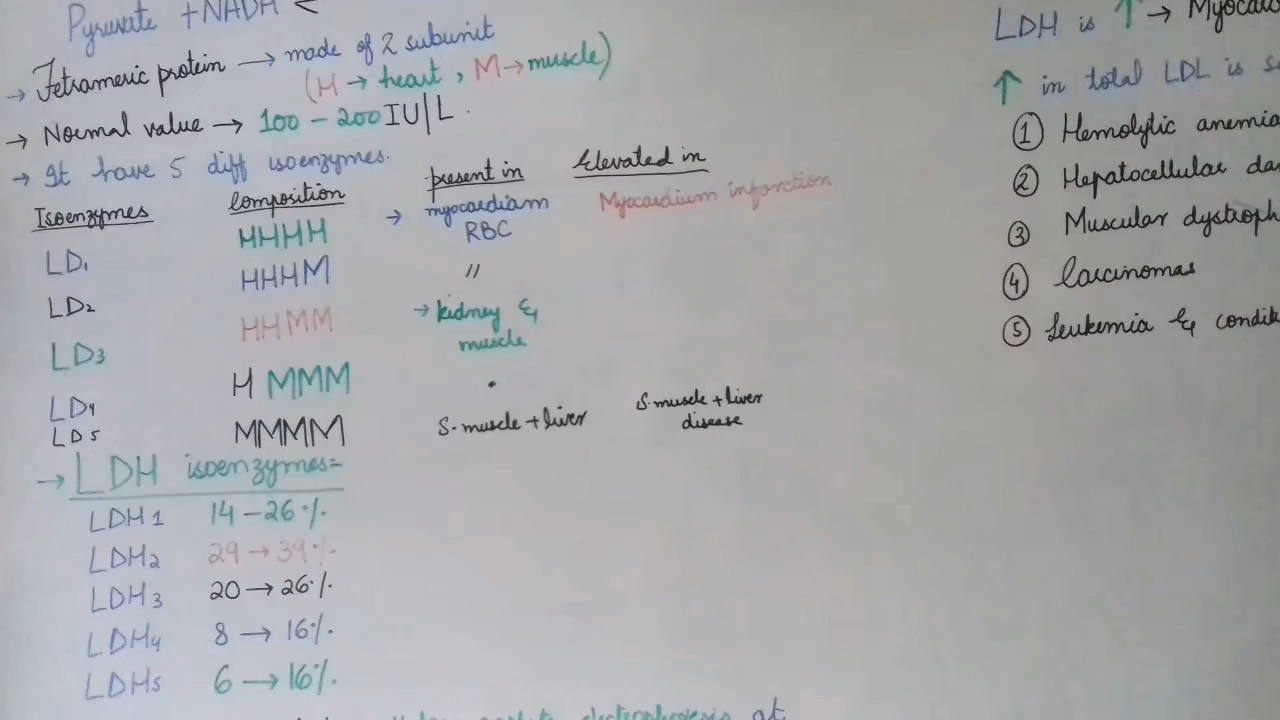 Pyruvate + NADH <
→ Tetrameric protein → made of 2 subunit
(H → heart, M → muscle)
→ Normal value → 100 – 200 IU/L.
→ It have 5 diff isoenzymes.
Isoenzymes Composition present in Elevated in
LD1 HHHH → myocardiam RBC Myocardium infarction
LD2 HHHM "
LD3 HHMM → kidney & muscle
LD4 H MMM
LD5 MMMM S.muscle + liver S.muscle + liver disease
→ LDH isoenzymes=
LDH1 14 – 26%.
LDH2 29 → 39%.
LDH3 20 → 26%.
LDH4 8 → 16%.
LDH5 6 → 16%.
at
LDH is ↑ → 
↑ in total LDL is
① Hemolytic anemia
② Hepatocellular
③ Muscular
④ Carcinomas
⑤ Leukemia &